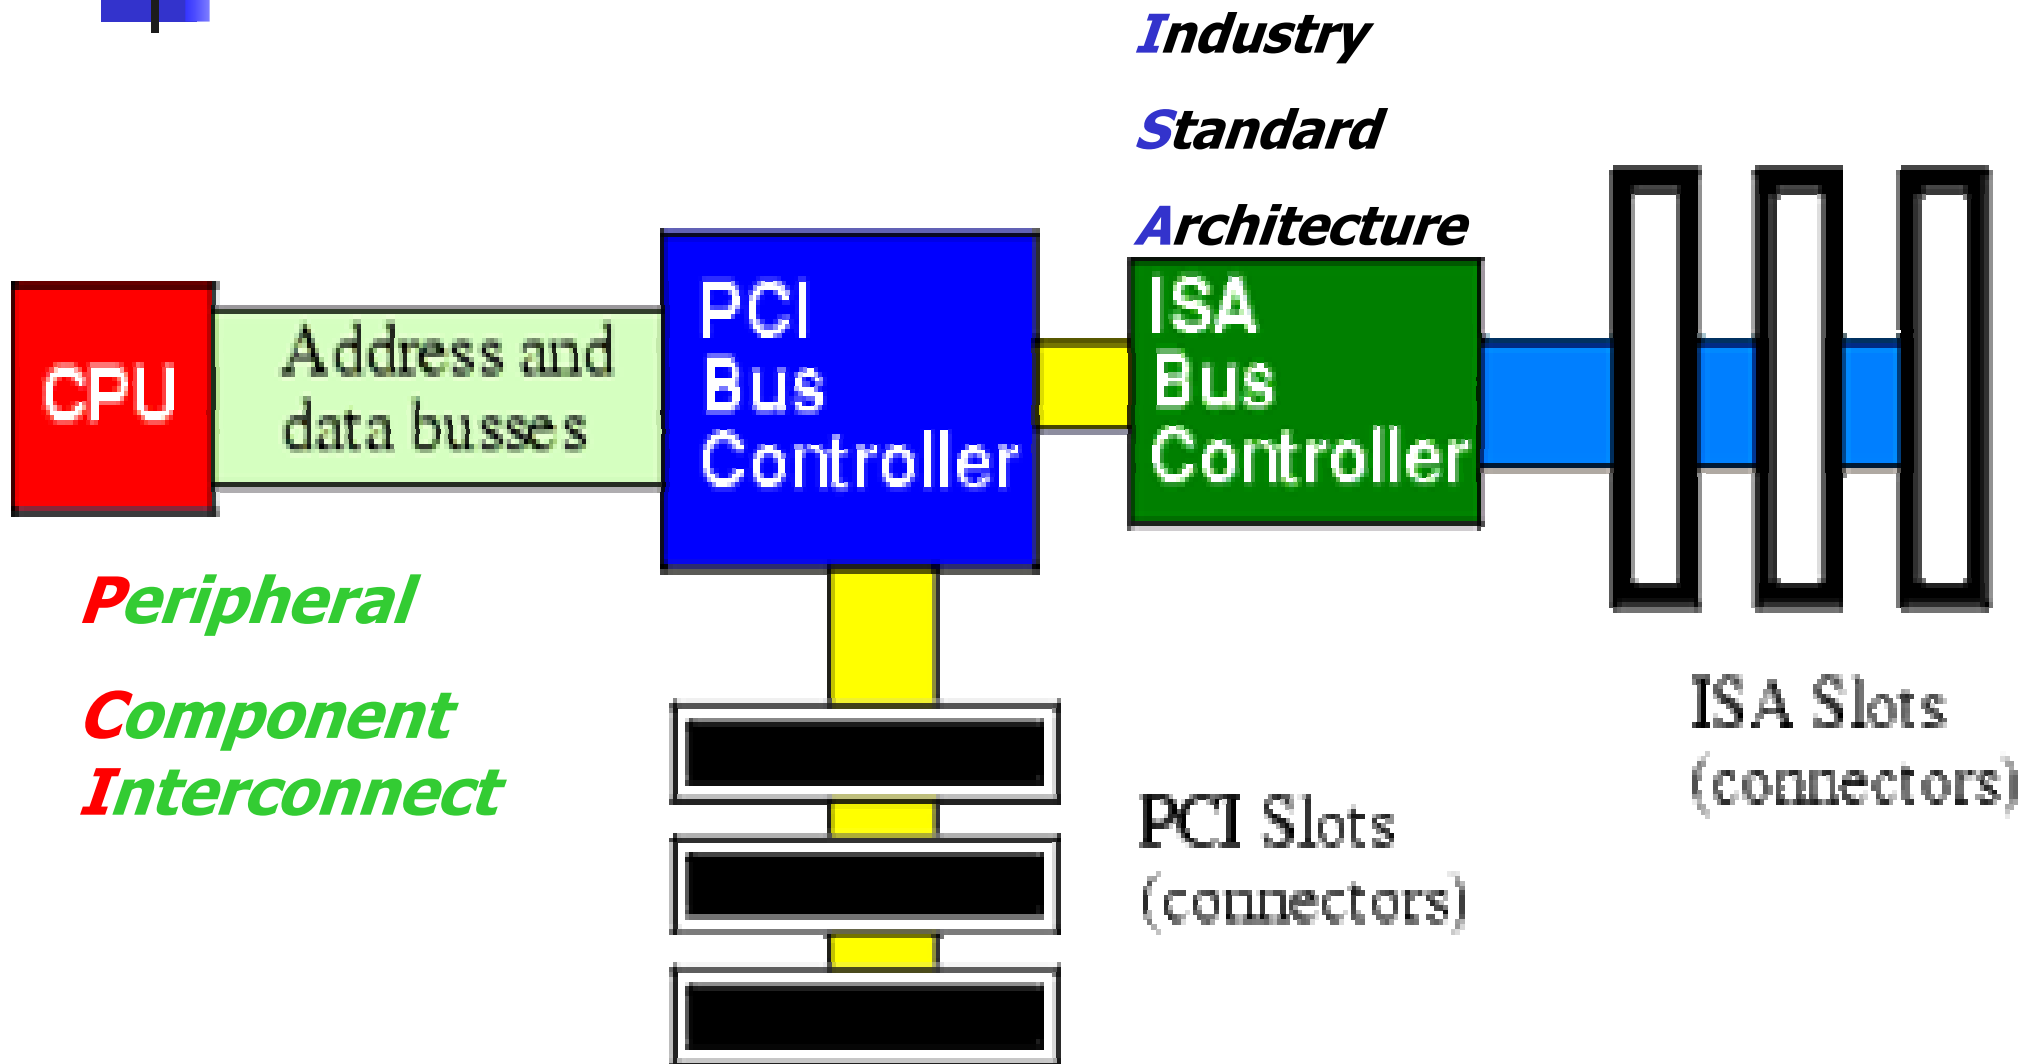 Industry
Standard
Architecture
CPU
Address and
data busses
PCI
Bus
Controller
ISA
Bus
Controller
Peripheral
Component
Interconnect
ISA Slots
(connectors)
PCI Slots
(connectors)